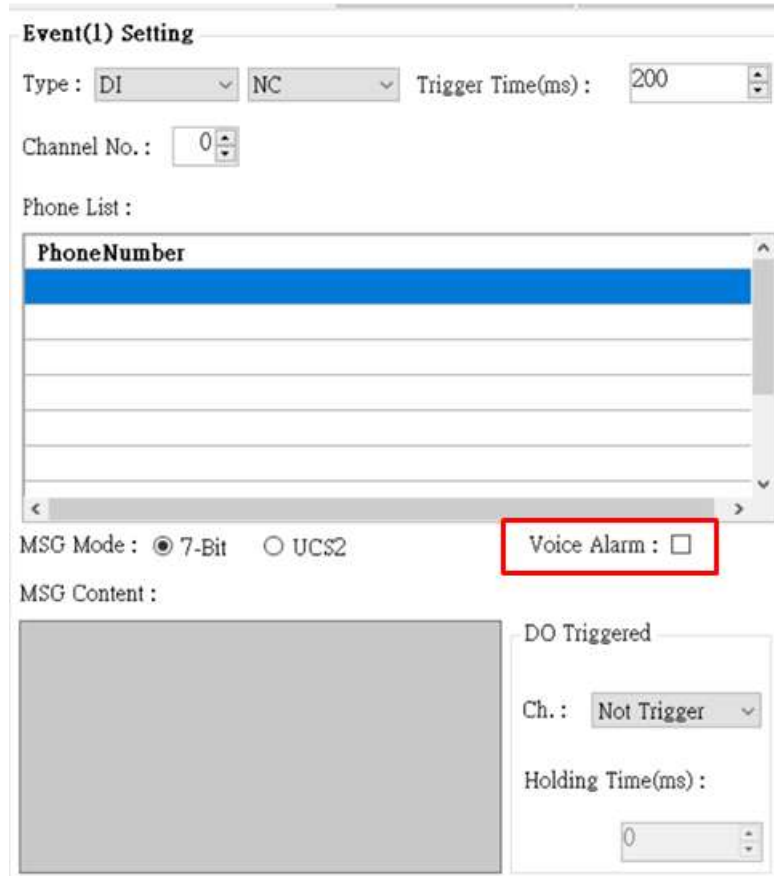 Event(1) Setting
Type : DI NC Trigger Time(ms) : 200
Channel No. : 0
Phone List :
PhoneNumber
MSG Mode : 7-Bit UCS2 Voice Alarm :
MSG Content :
DO Triggered
Ch. : Not Trigger
Holding Time(ms) :
0